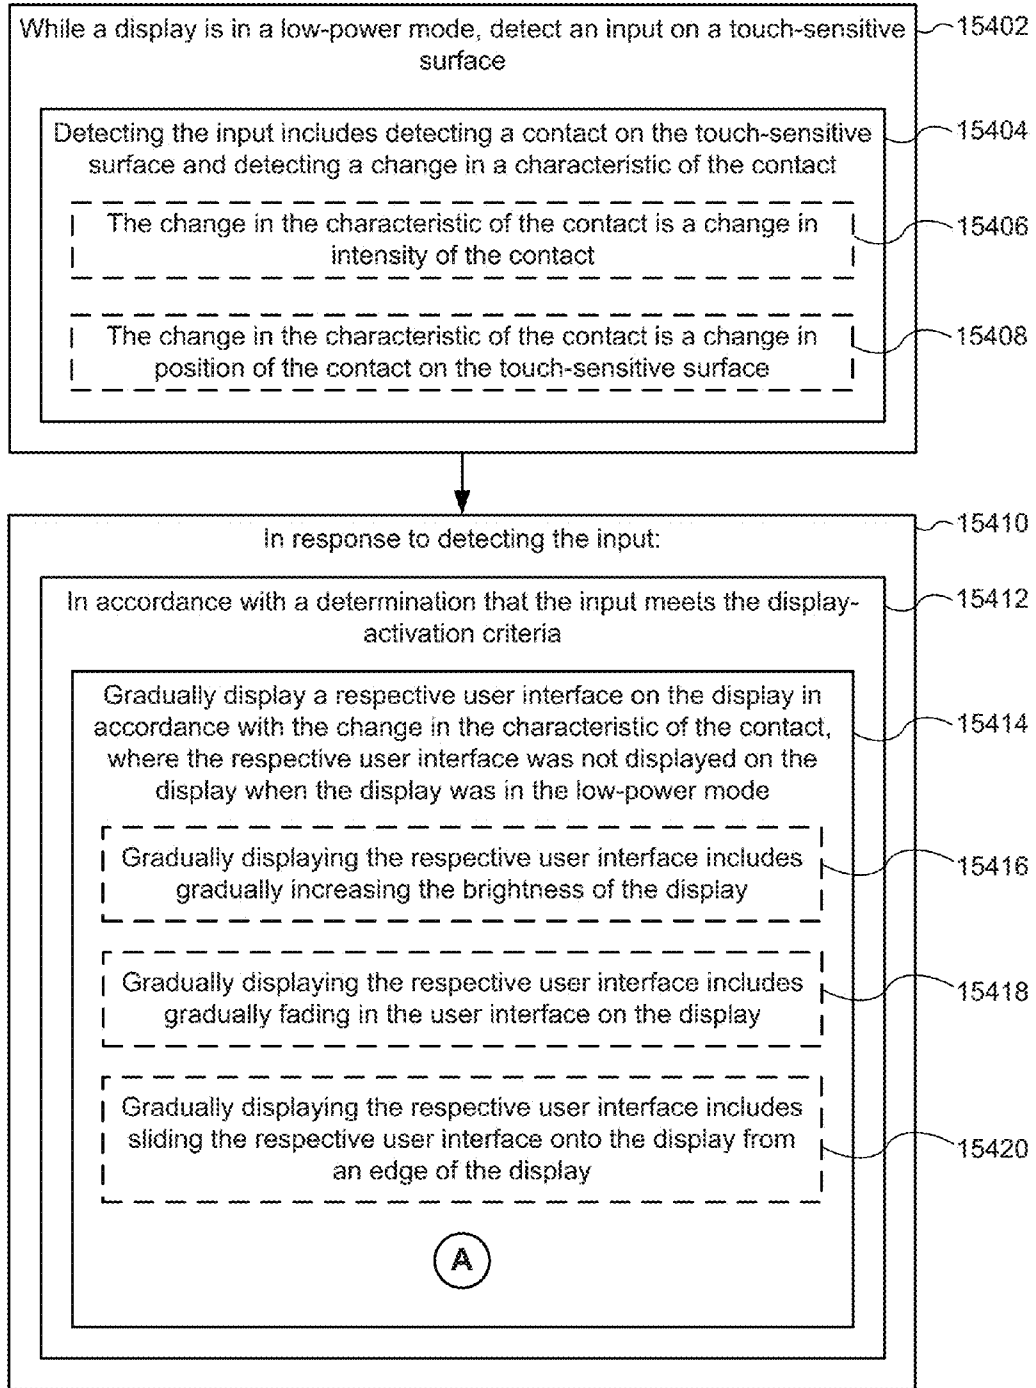 While a display is in a low-power mode, detect an input on a touch-sensitive
surface
15402
Detecting the input includes detecting a contact on the touch-sensitive
surface and detecting a change in a characteristic of the contact
15404
The change in the characteristic of the contact is a change in
intensity of the contact
15406
The change in the characteristic of the contact is a change in
position of the contact on the touch-sensitive surface
15408
In response to detecting the input:
15410
In accordance with a determination that the input meets the display-
activation criteria
15412
Gradually display a respective user interface on the display in
accordance with the change in the characteristic of the contact,
where the respective user interface was not displayed on the
display when the display was in the low-power mode
15414
Gradually displaying the respective user interface includes
gradually increasing the brightness of the display
15416
Gradually displaying the respective user interface includes
gradually fading in the user interface on the display
15418
Gradually displaying the respective user interface includes
sliding the respective user interface onto the display from
an edge of the display
15420
A